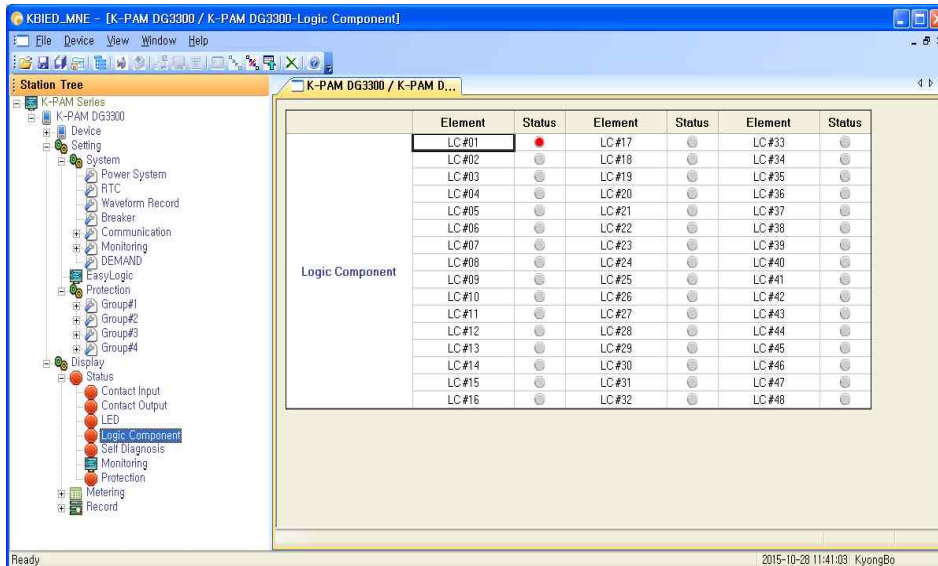 KBIED_MNE - [K-PAM DG3300 / K-PAM DG3300-Logic Component]
File Device View Window Help
Station Tree
K-PAM Series
K-PAM DG3300
Device
Setting
System
Power System
RTC
Waveform Record
Breaker
Communication
Monitoring
DEMAND
EasyLogic
Protection
Group#1
Group#2
Group#3
Group#4
Display
Status
Contact Input
Contact Output
LED
Logic Component
Self Diagnosis
Monitoring
Protection
Metering
Record
K-PAM DG3300 / K-PAM D...
Element Status Element Status Element Status
Logic Component
LC#01 LC#17 LC#33
LC#02 LC#18 LC#34
LC#03 LC#19 LC#35
LC#04 LC#20 LC#36
LC#05 LC#21 LC#37
LC#06 LC#22 LC#38
LC#07 LC#23 LC#39
LC#08 LC#24 LC#40
LC#09 LC#25 LC#41
LC#10 LC#26 LC#42
LC#11 LC#27 LC#43
LC#12 LC#28 LC#44
LC#13 LC#29 LC#45
LC#14 LC#30 LC#46
LC#15 LC#31 LC#47
LC#16 LC#32 LC#48
Ready 2015-10-28 11:41:03 KyongBo